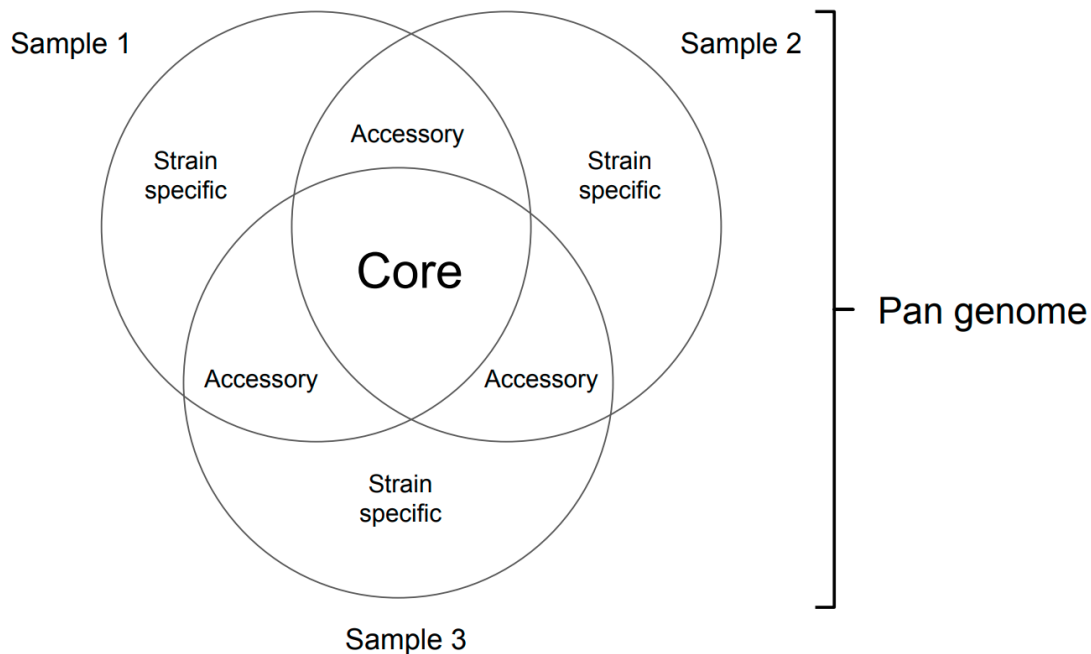 Sample 1
Sample 2
Accessory
Strain
specific
Strain
specific
Core
Pan genome
Accessory
Accessory
Strain
specific
Sample 3